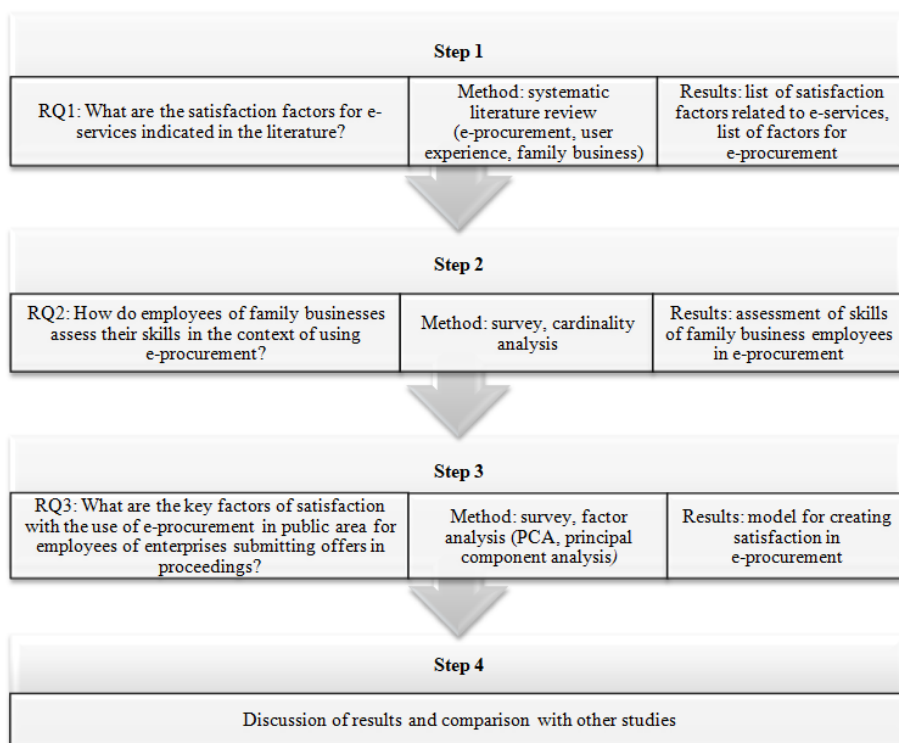 Step 1
RQ1: What are the satisfaction factors for e-
services indicated in the literature?
Method: systematic
literature review
(e-procurement, user
experience, family business)
Results: list of satisfaction
factors related to e-services,
list of factors for
e-procurement
Step 2
RQ2: How do employees of family businesses
assess their skills in the context of using
e-procurement?
Method: survey, cardinality
analysis
Results: assessment of skills
of family business employees
in e-procurement
Step 3
RQ3: What are the key factors of satisfaction
with the use of e-procurement in public area for
employees of enterprises submitting offers in
proceedings?
Method: survey, factor
analysis (PCA, principal
component analysis)
Results: model for creating
satisfaction in
e-procurement
Step 4
Discussion of results and comparison with other studies